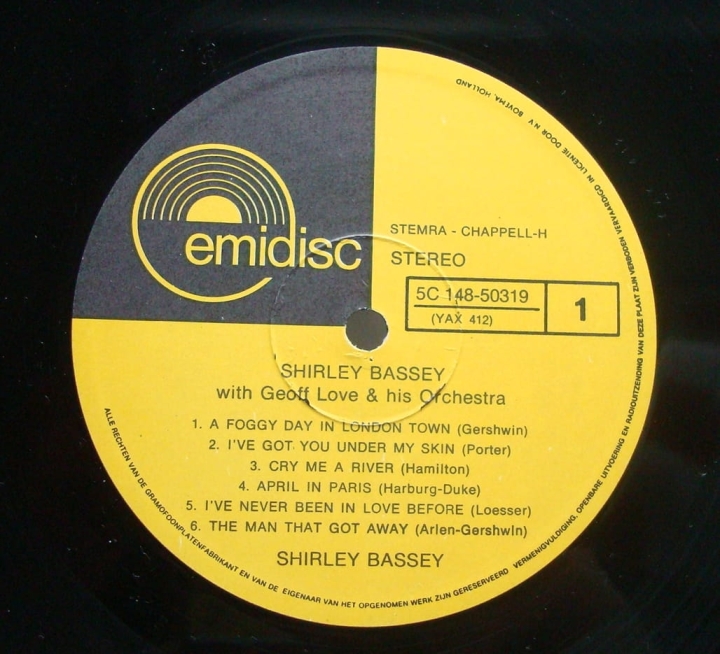 emidisc
STEMRA - CHAPPELL-H
STEREO
5C 148-50319
(YAX 412)
1
SHIRLEY BASSEY
with Geoff Love & his Orchestra
1. A FOGGY DAY IN LONDON TOWN (Gershwin)
2. I'VE GOT YOU UNDER MY SKIN (Porter)
3. CRY ME A RIVER (Hamilton)
4. APRIL IN PARIS (Harburg-Duke)
5. I'VE NEVER BEEN IN LOVE BEFORE (Loesser)
6. THE MAN THAT GOT AWAY (Arlen-Gershwin)
SHIRLEY BASSEY
ALLE RECHTEN VAN DE GRAMOFOONPLATENFABRIKANT EN VAN DE EIGENAAR VAN HET OPGENOMEN WERK ZIJN GERESERVEERD VERMENIGVULDIGING, OPENBARE UITVOERING EN RADIOUITZENDING VAN DEZE PLAAT ZIJN VERBODEN VERVAARDIGD IN LICENTIE DOOR N.V. BOVEMA, HOLLAND